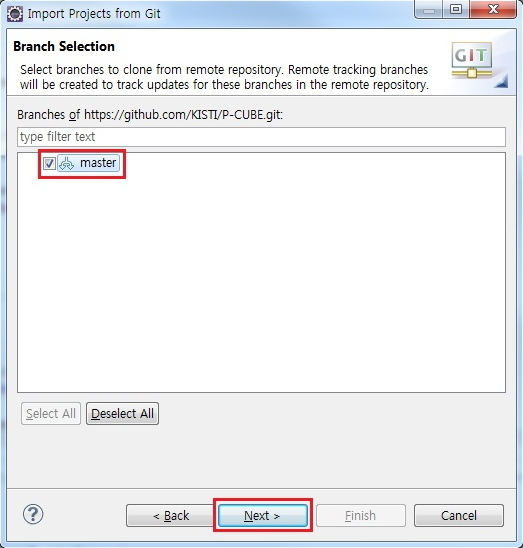 Import Projects from Git
Branch Selection
Select branches to clone from remote repository. Remote tracking branches
will be created to track updates for these branches in the remote repository.
GIT
Branches of https://github.com/KISTI/P-CUBE.git:
type filter text
master
Select All
Deselect All
< Back
Next >
Finish
Cancel